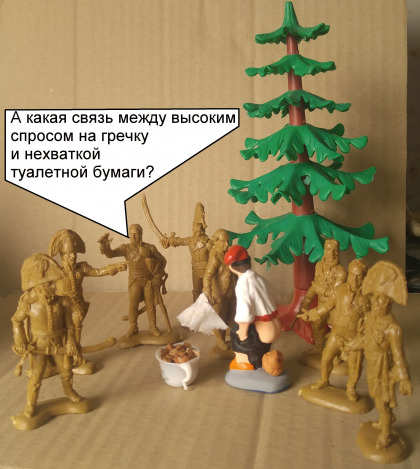 А какая связь между высоким
спросом на гречку
и нехваткой
туалетной бумаги?